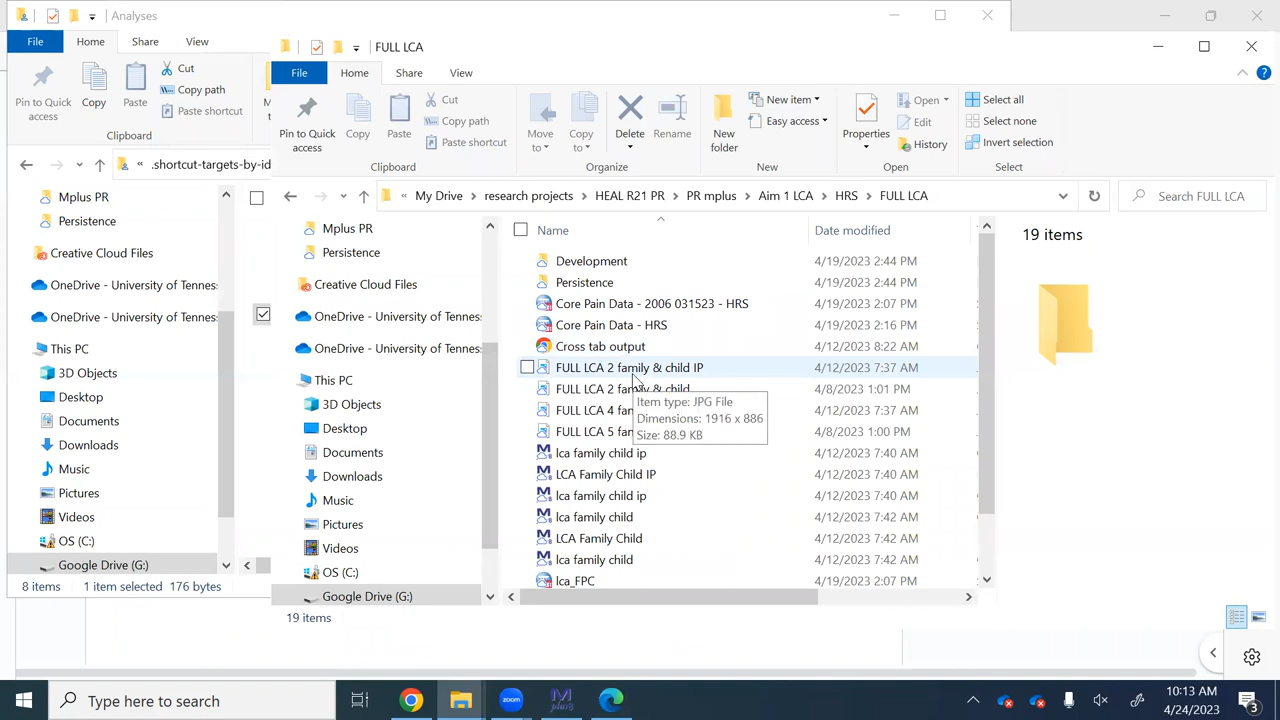 Analyses
File
Home
Share
View
Pin to Quick
access
Copy
Paste
Cut
Copy path
Paste shortcut
Clipboard
.shortcut-targets-by-id
Mplus PR
Persistence
Creative Cloud Files
OneDrive - University of Tennes
OneDrive - University of Tennes
This PC
3D Objects
Desktop
Documents
Downloads
Music
Pictures
Videos
OS (C:)
Google Drive (G:)
8 items
1 item selected
176 bytes
FULL LCA
File
Home
Share
View
Pin to Quick
access
Copy
Paste
Cut
Copy path
Paste shortcut
Clipboard
Move
to
Copy
to
Delete
Rename
Organize
New
folder
New item
Easy access
New
Properties
Open
Edit
History
Open
Select all
Select none
Invert selection
Select
« My Drive > research projects > HEAL R21 PR > PR mplus > Aim 1 LCA > HRS > FULL LCA
Search FULL LCA
Mplus PR
Persistence
Creative Cloud Files
OneDrive - University of Tennes
OneDrive - University of Tennes
This PC
3D Objects
Desktop
Documents
Downloads
Music
Pictures
Videos
OS (C:)
Google Drive (G:)
Name
Date modified
Development 4/19/2023 2:44 PM
Persistence 4/19/2023 2:44 PM
Core Pain Data - 2006 031523 - HRS 4/19/2023 2:07 PM
Core Pain Data - HRS 4/19/2023 2:16 PM
Cross tab output 4/12/2023 8:22 AM
FULL LCA 2 family & child IP 4/12/2023 7:37 AM
FULL LCA 2 family & child 4/8/2023 1:01 PM
FULL LCA 4 fam 4/12/2023 7:37 AM
FULL LCA 5 fam 4/8/2023 1:00 PM
lca family child ip 4/12/2023 7:40 AM
LCA Family Child IP 4/12/2023 7:40 AM
lca family child ip 4/12/2023 7:40 AM
lca family child 4/12/2023 7:42 AM
LCA Family Child 4/12/2023 7:42 AM
lca family child 4/12/2023 7:42 AM
lca_FPC 4/19/2023 2:07 PM
Item type: JPG File
Dimensions: 1916 x 886
Size: 88.9 KB
19 items
19 items
Type here to search
zoom
M
plus
10:13 AM
4/24/2023
3